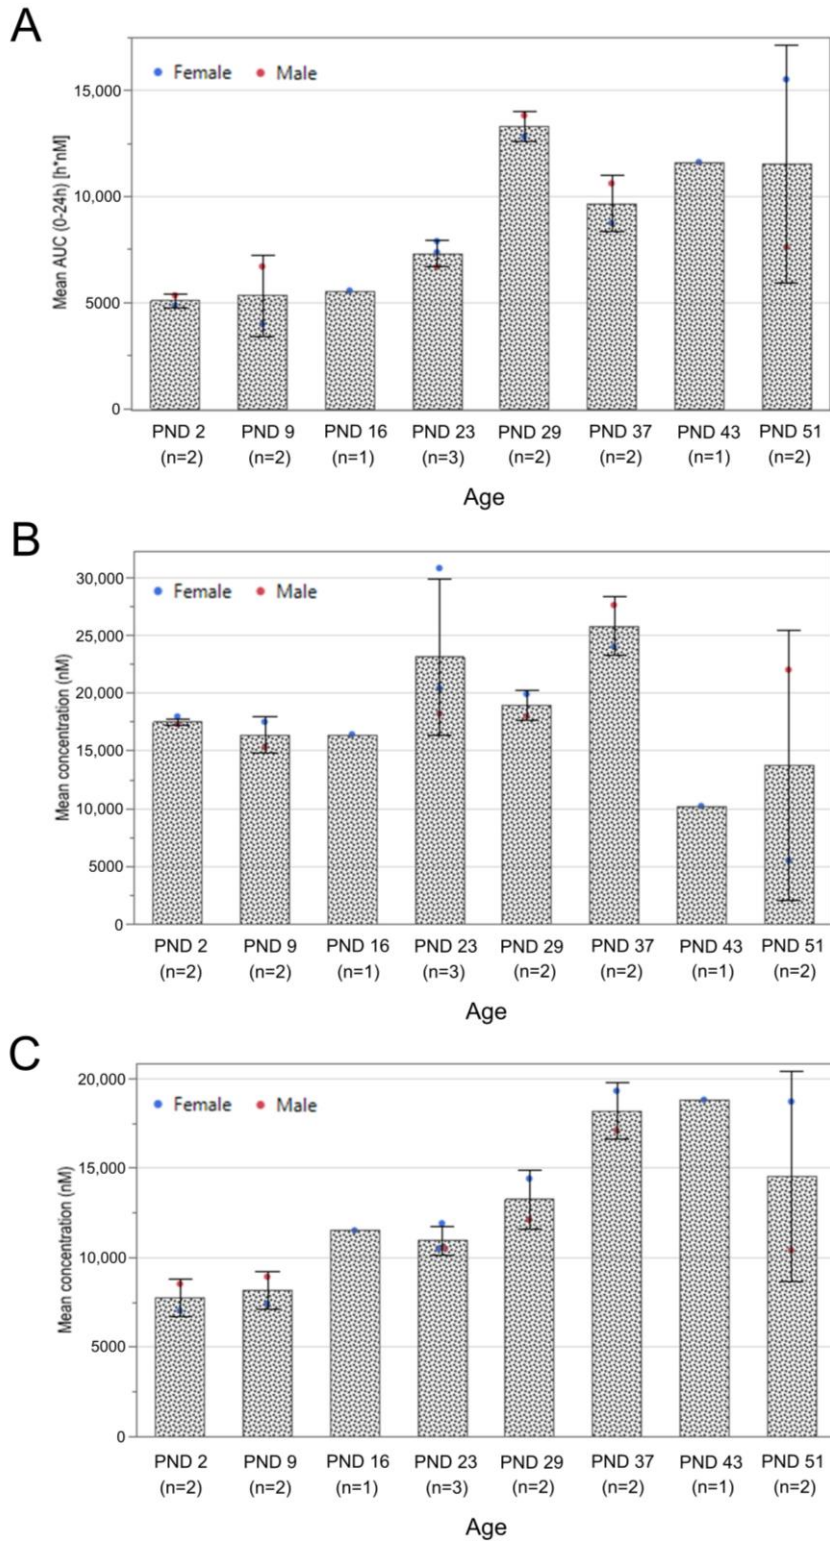 A
Female Male
Mean AUC (0-24h) [h*nM]
15,000
10,000
5000
0
PND 2 PND 9 PND 16 PND 23 PND 29 PND 37 PND 43 PND 51
(n=2) (n=2) (n=1) (n=3) (n=2) (n=2) (n=1) (n=2)
Age
B
Female Male
Mean concentration (nM)
30,000
25,000
20,000
15,000
10,000
5000
0
PND 2 PND 9 PND 16 PND 23 PND 29 PND 37 PND 43 PND 51
(n=2) (n=2) (n=1) (n=3) (n=2) (n=2) (n=1) (n=2)
Age
C
Female Male
Mean concentration (nM)
20,000
15,000
10,000
5000
0
PND 2 PND 9 PND 16 PND 23 PND 29 PND 37 PND 43 PND 51
(n=2) (n=2) (n=1) (n=3) (n=2) (n=2) (n=1) (n=2)
Age